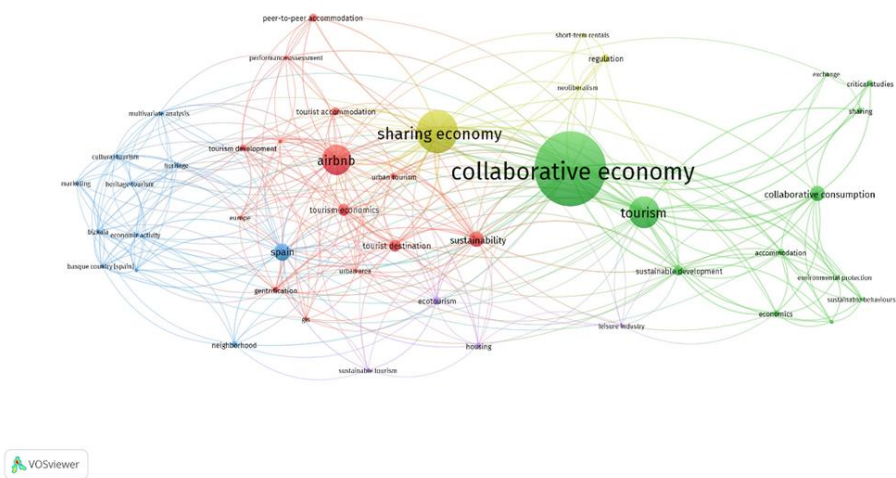 peer-to-peer accommodation
short-term rentals
performance assessment
regulation
exchange
critical studies
neoliberalism
multivariate analysis
tourist accommodation
sharing
sharing economy
tourism development
cultural tourism
airbnb
heritage
collaborative economy
urban tourism
marketing
heritage tourism
collaborative consumption
tourism economics
tourism
europe
bizkaia
economic activity
sustainability
tourist destination
spain
accommodation
basque country [spain]
urban area
sustainable development
environmental protection
gentrification
ecotourism
sustainable behaviours
economics
gis
leisure industry
neighborhood
housing
sustainable tourism
VOSviewer